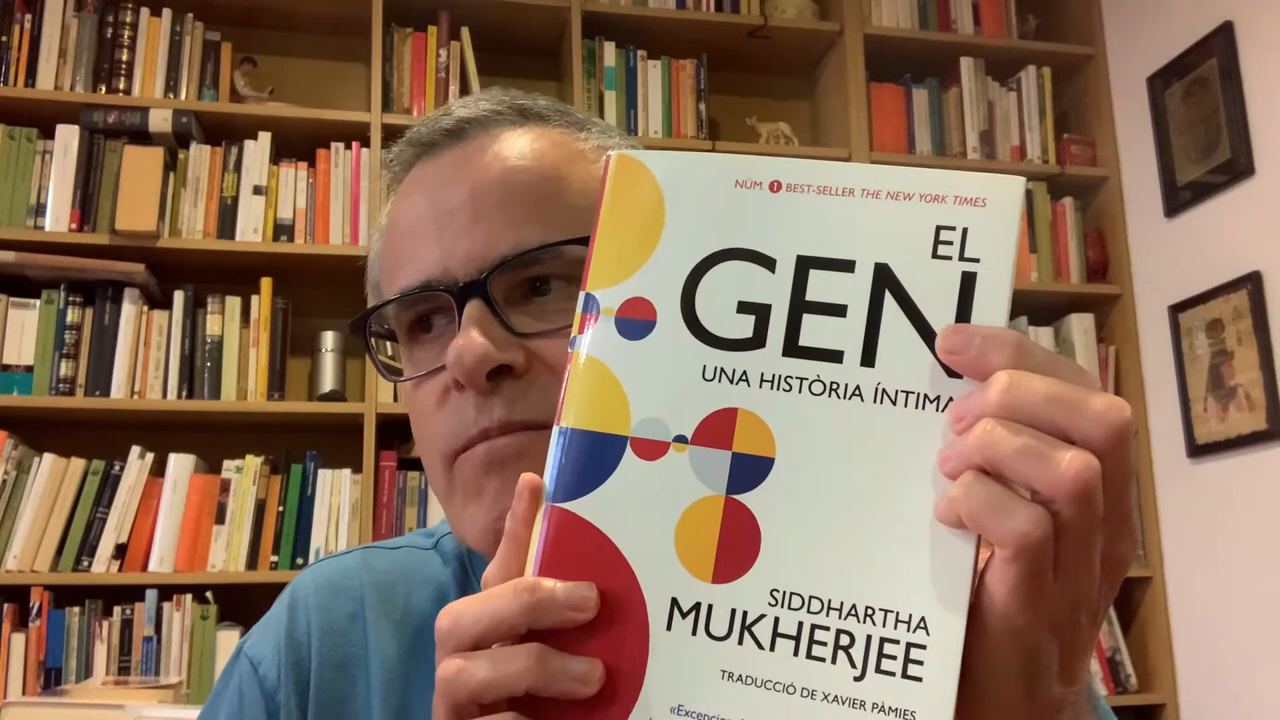 NÚM. 1 BEST-SELLER THE NEW YORK TIMES
EL
GEN
UNA HISTÒRIA ÍNTIMA
SIDDHARTHA
MUKHERJEE
TRADUCCIÓ DE XAVIER PÀMIES